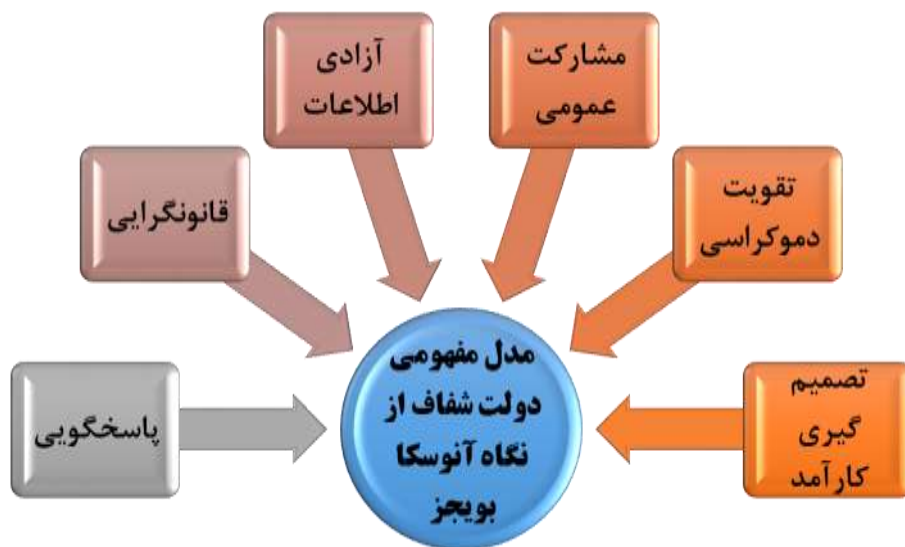 آزادی
اطلاعات
مشارکت
عمومی
قانونگرایی
تقویت
دموکراسی
پاسخگویی
مدل مفهومی
دولت شفاف از
نگاه آنوسکا
بویجز
تصمیم
گیری
کارآمد